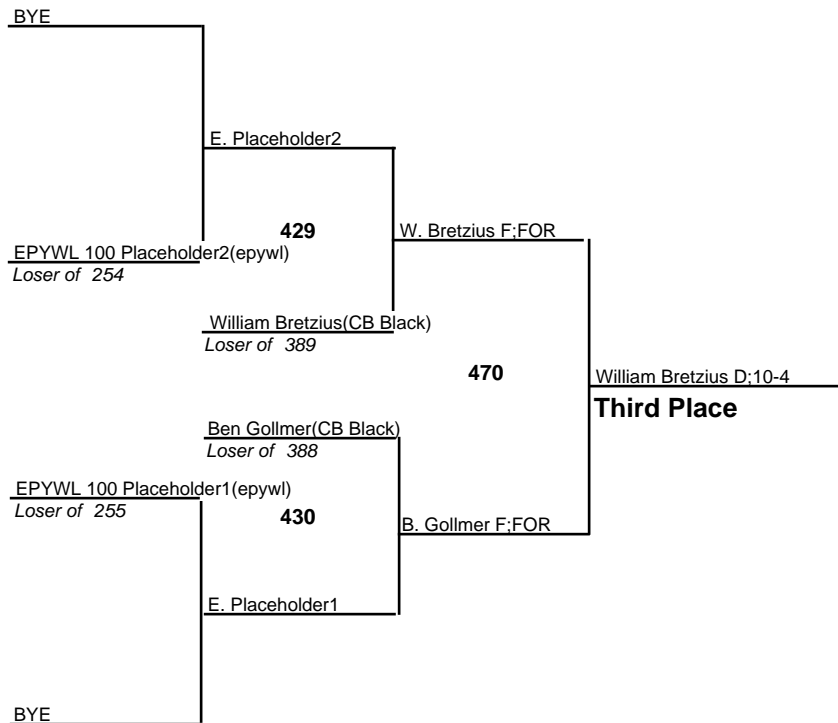 BYE
E. Placeholder2
429
W. Bretzius F;FOR
EPYWL 100 Placeholder2(epywl)
Loser of 254
William Bretzius(CB Black)
Loser of 389
470
William Bretzius D;10-4
Third Place
Ben Gollmer(CB Black)
Loser of 388
EPYWL 100 Placeholder1(epywl)
Loser of 255
430
B. Gollmer F;FOR
E. Placeholder1
BYE